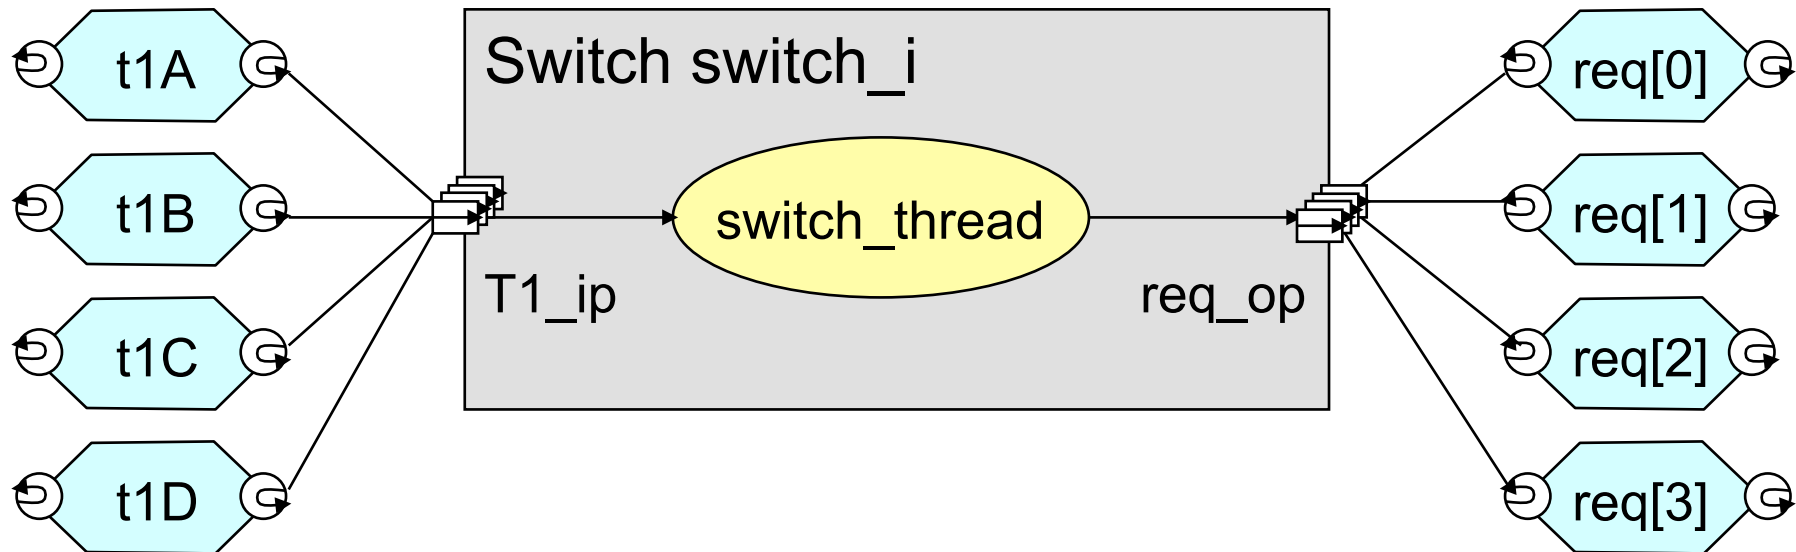 t1A
t1B
t1C
t1D
Switch switch_i
switch_thread
T1_ip
req_op
req[0]
req[1]
req[2]
req[3]